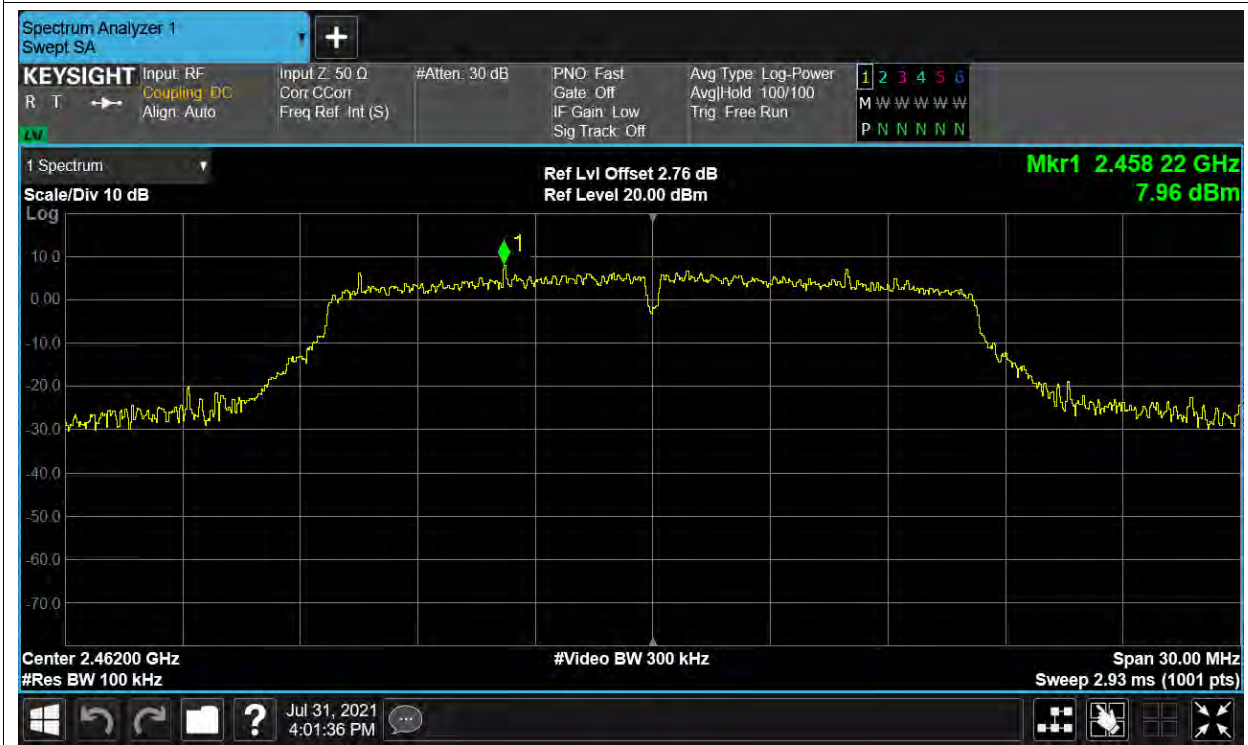 Spectrum Analyzer 1
Swept SA
+
KEYSIGHT
R T
LV
Input: RF
Coupling: DC
Align: Auto
Input Z: 50 Ω
Corr CCorr
Freq Ref: Int (S)
#Atten: 30 dB
PNO: Fast
Gate: Off
IF Gain: Low
Sig Track: Off
Avg Type: Log-Power
Avg|Hold: 100/100
Trig: Free Run
1 2 3 4 5 6
M W W W W W
P N N N N N
1 Spectrum
Scale/Div 10 dB
Log
Ref Lvl Offset 2.76 dB
Ref Level 20.00 dBm
Mkr1 2.458 22 GHz
7.96 dBm
1
10.0
0.00
-10.0
-20.0
-30.0
-40.0
-50.0
-60.0
-70.0
Center 2.46200 GHz
#Res BW 100 kHz
#Video BW 300 kHz
Span 30.00 MHz
Sweep 2.93 ms (1001 pts)
?
Jul 31, 2021
4:01:36 PM